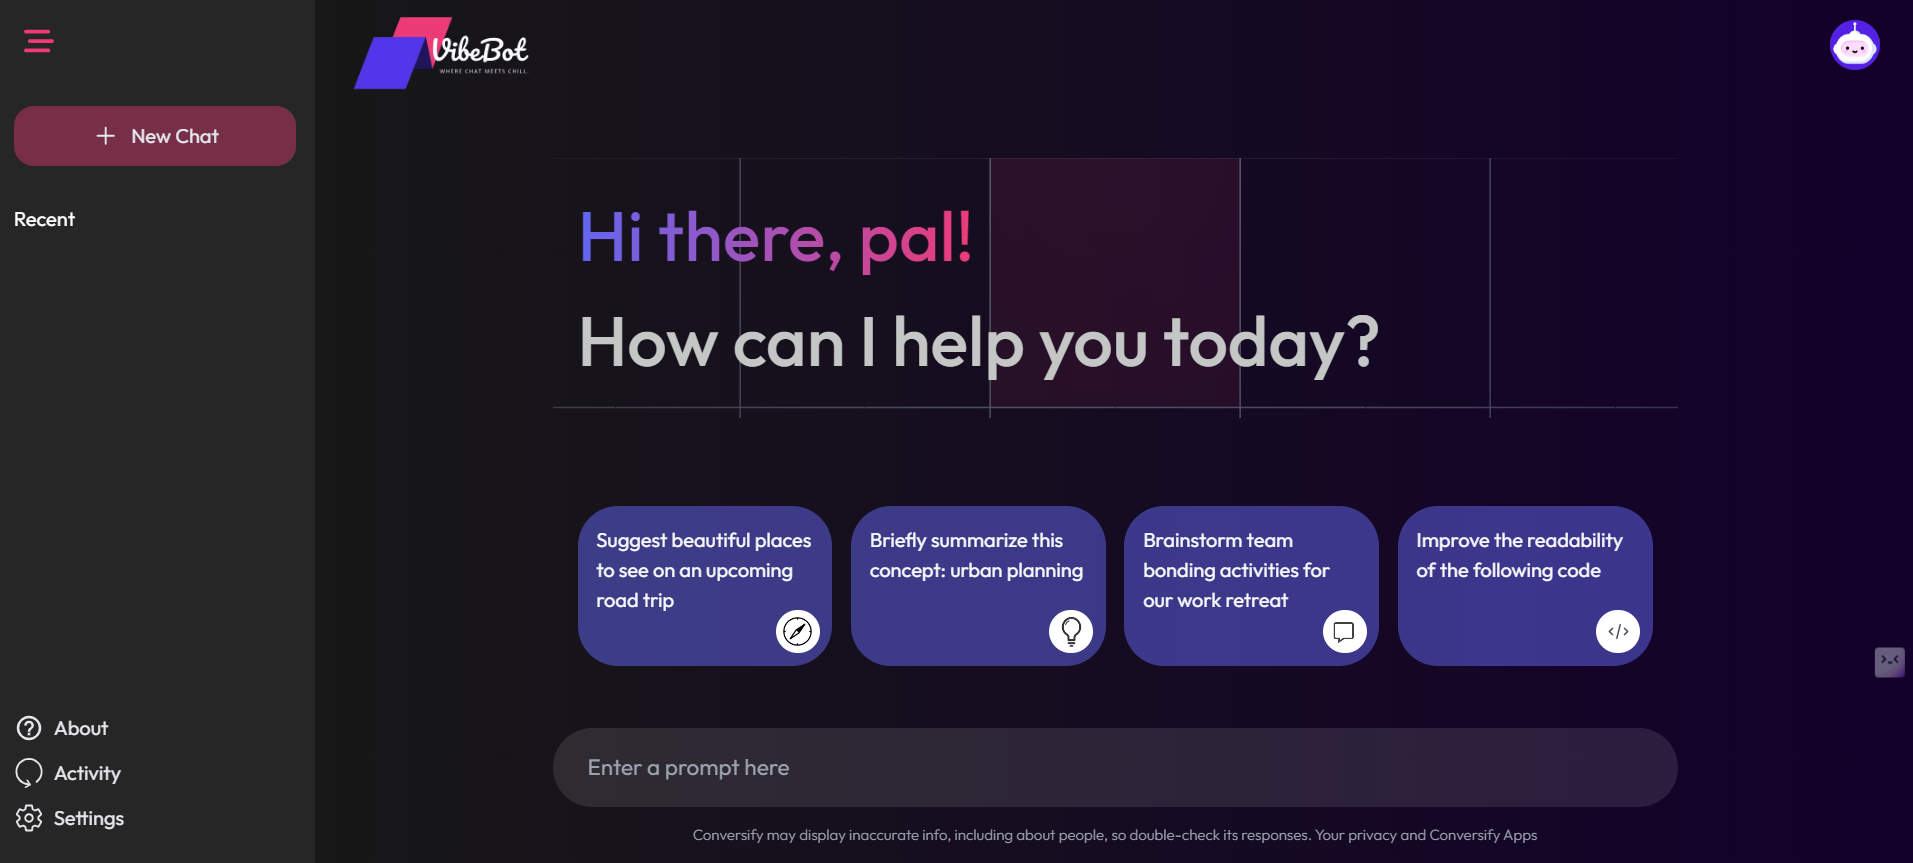 VibeBot
WHERE CHAT MEETS CHILL.
New Chat
Recent
Hi there, pal!
How can I help you today?
Suggest beautiful places
to see on an upcoming
road trip
Briefly summarize this
concept: urban planning
Brainstorm team
bonding activities for
our work retreat
Improve the readability
of the following code
About
Activity
Settings
Enter a prompt here
Conversify may display inaccurate info, including about people, so double-check its responses. Your privacy and Conversify Apps